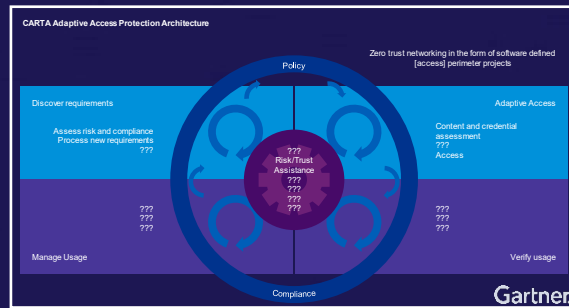 CARTA Adaptive Access Protection Architecture
Zero trust networking in the form of software defined
[access] perimeter projects
Policy
Discover requirements
Adaptive Access
Assess risk and compliance
Process new requirements
???
Content and credential
assessment
???
Access
???
Risk/Trust
Assistance
???
???
???
???
???
???
???
???
???
???
Manage Usage
Verify usage
Compliance
Gartner